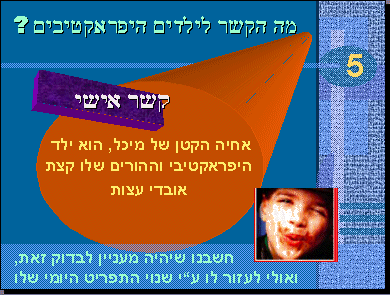 מה הקשר לילדים היפראקטיבים ?
5
קשר אישי
אחיה הקטן של מיכל, הוא ילד
היפראקטיבי וההורים שלו קצת
אובדי עצות
חשבנו שיהיה מעניין לבדוק זאת,
ואולי לעזור לו ע"י שנוי התפריט היומי שלו